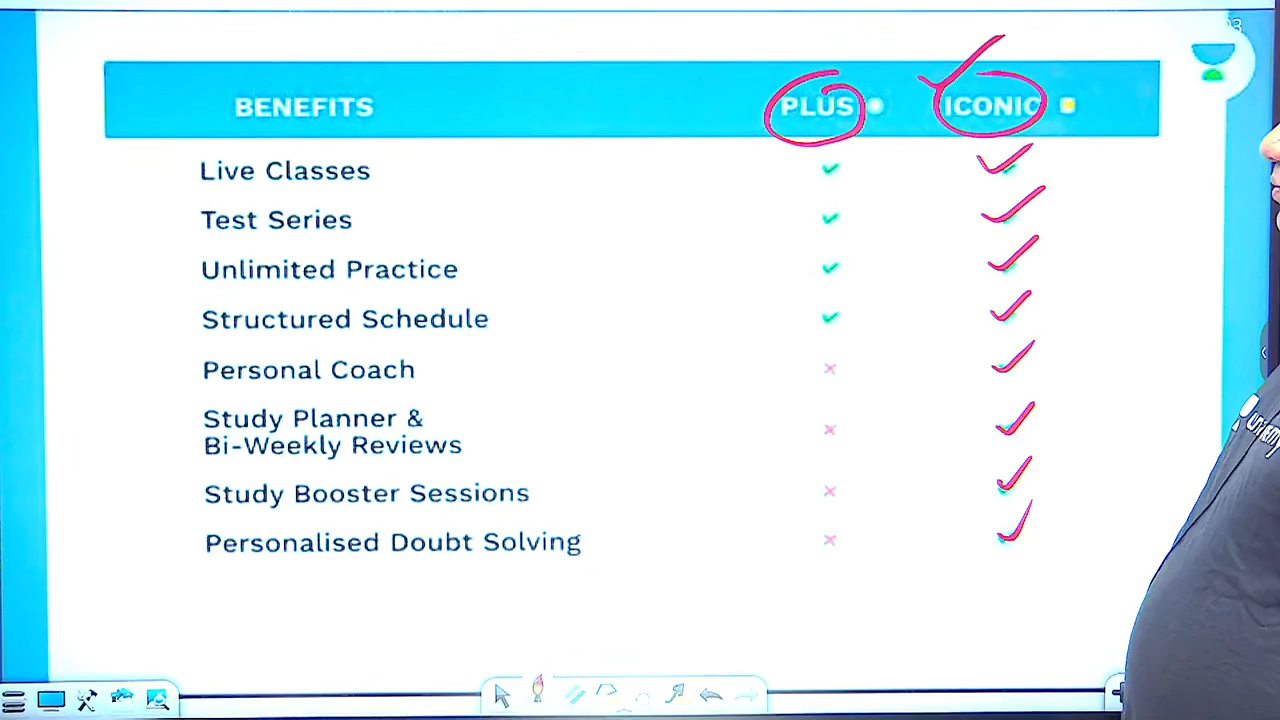 BENEFITS PLUS ICONIC
Live Classes
Test Series
Unlimited Practice
Structured Schedule
Personal Coach
Study Planner &
Bi-Weekly Reviews
Study Booster Sessions
Personalised Doubt Solving